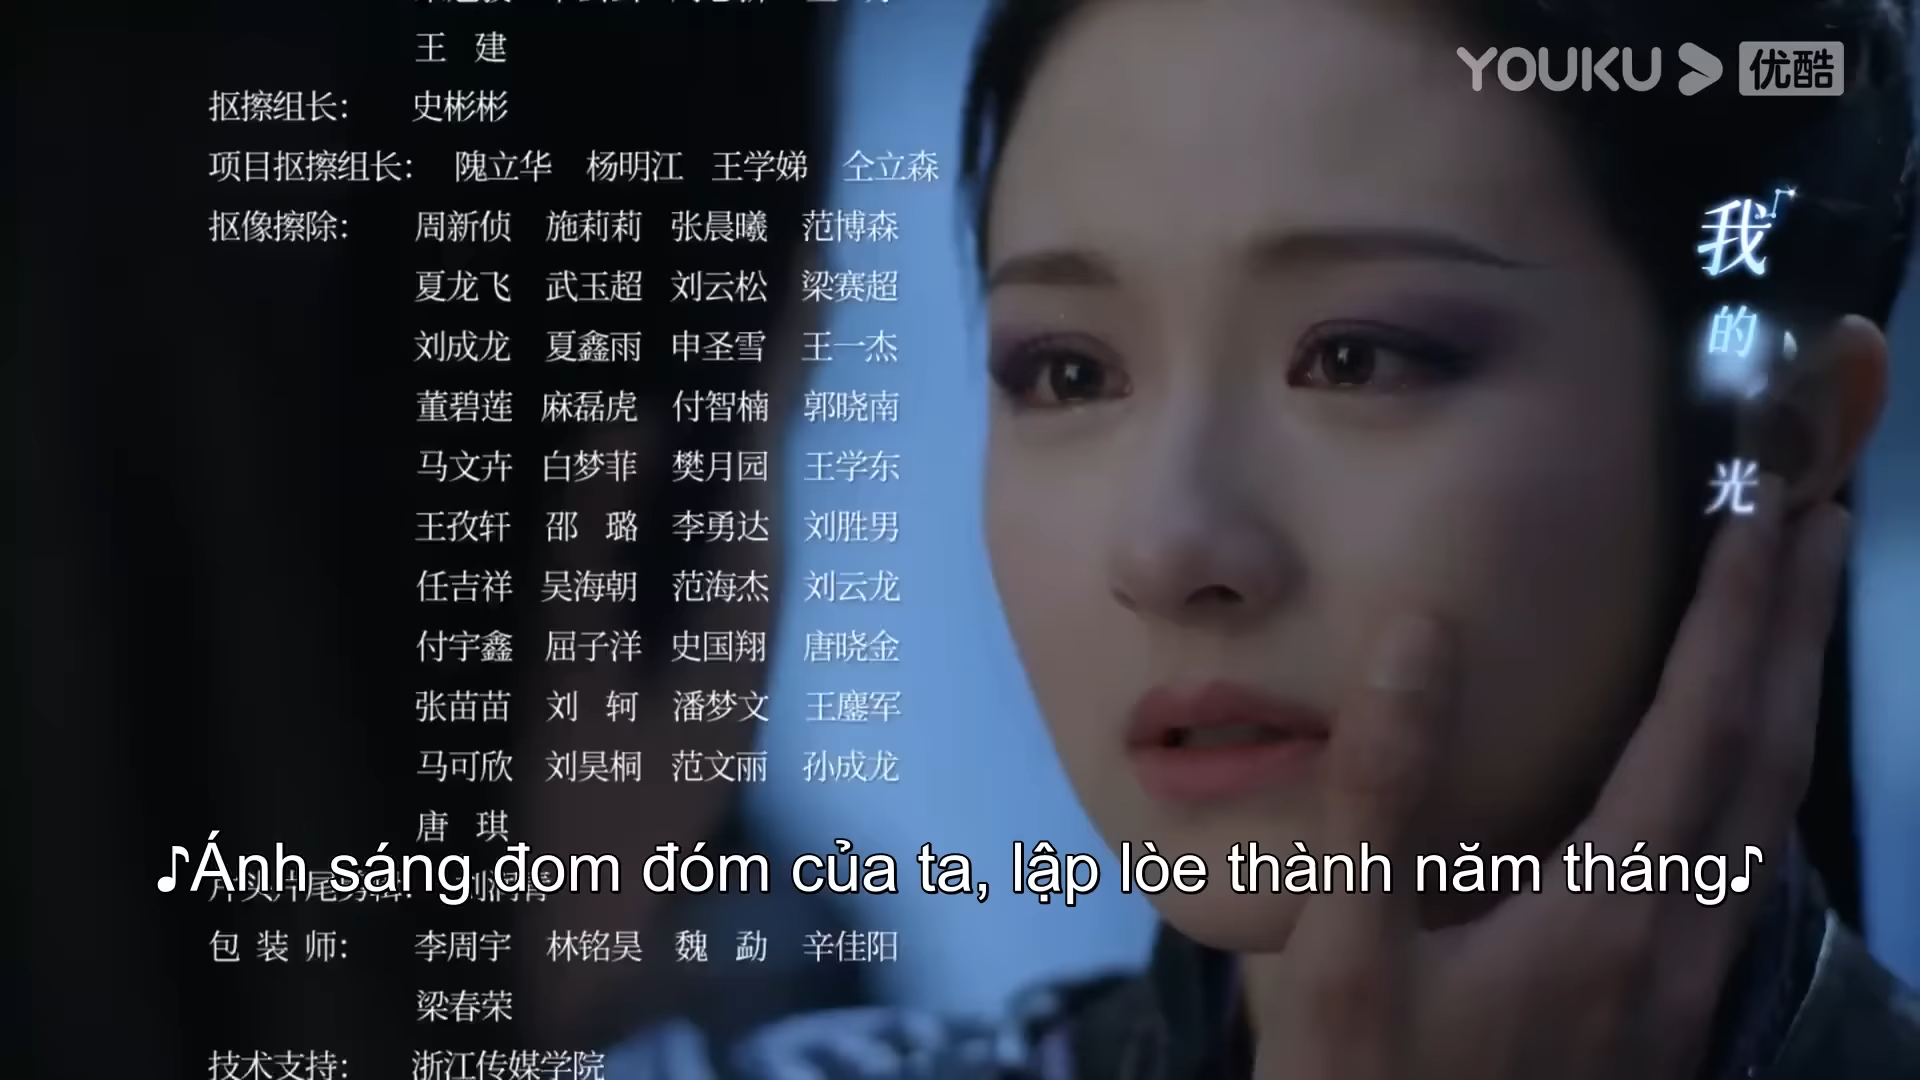 王 建
YOUKU 优酷
抠擦组长: 史彬彬
项目抠擦组长: 隗立华 杨明江 王学娣 仝立森
抠像擦除: 周新侦 施莉莉 张晨曦 范博森
夏龙飞 武玉超 刘云松 梁赛超
刘成龙 夏鑫雨 申圣雪 王一杰
董碧莲 麻磊虎 付智楠 郭晓南
马文卉 白梦菲 樊月园 王学东
王孜轩 邵 璐 李勇达 刘胜男
任吉祥 吴海朝 范海杰 刘云龙
付宇鑫 屈子洋 史国翔 唐晓金
张苗苗 刘 轲 潘梦文 王鏖军
马可欣 刘昊桐 范文丽 孙成龙
唐 琪
♪Ánh sáng đom đóm của ta, lập lòe thành năm tháng♪
包 装 师: 李周宇 林铭昊 魏 勐 辛佳阳
梁春荣
技术支持: 浙江传媒学院
我的 光